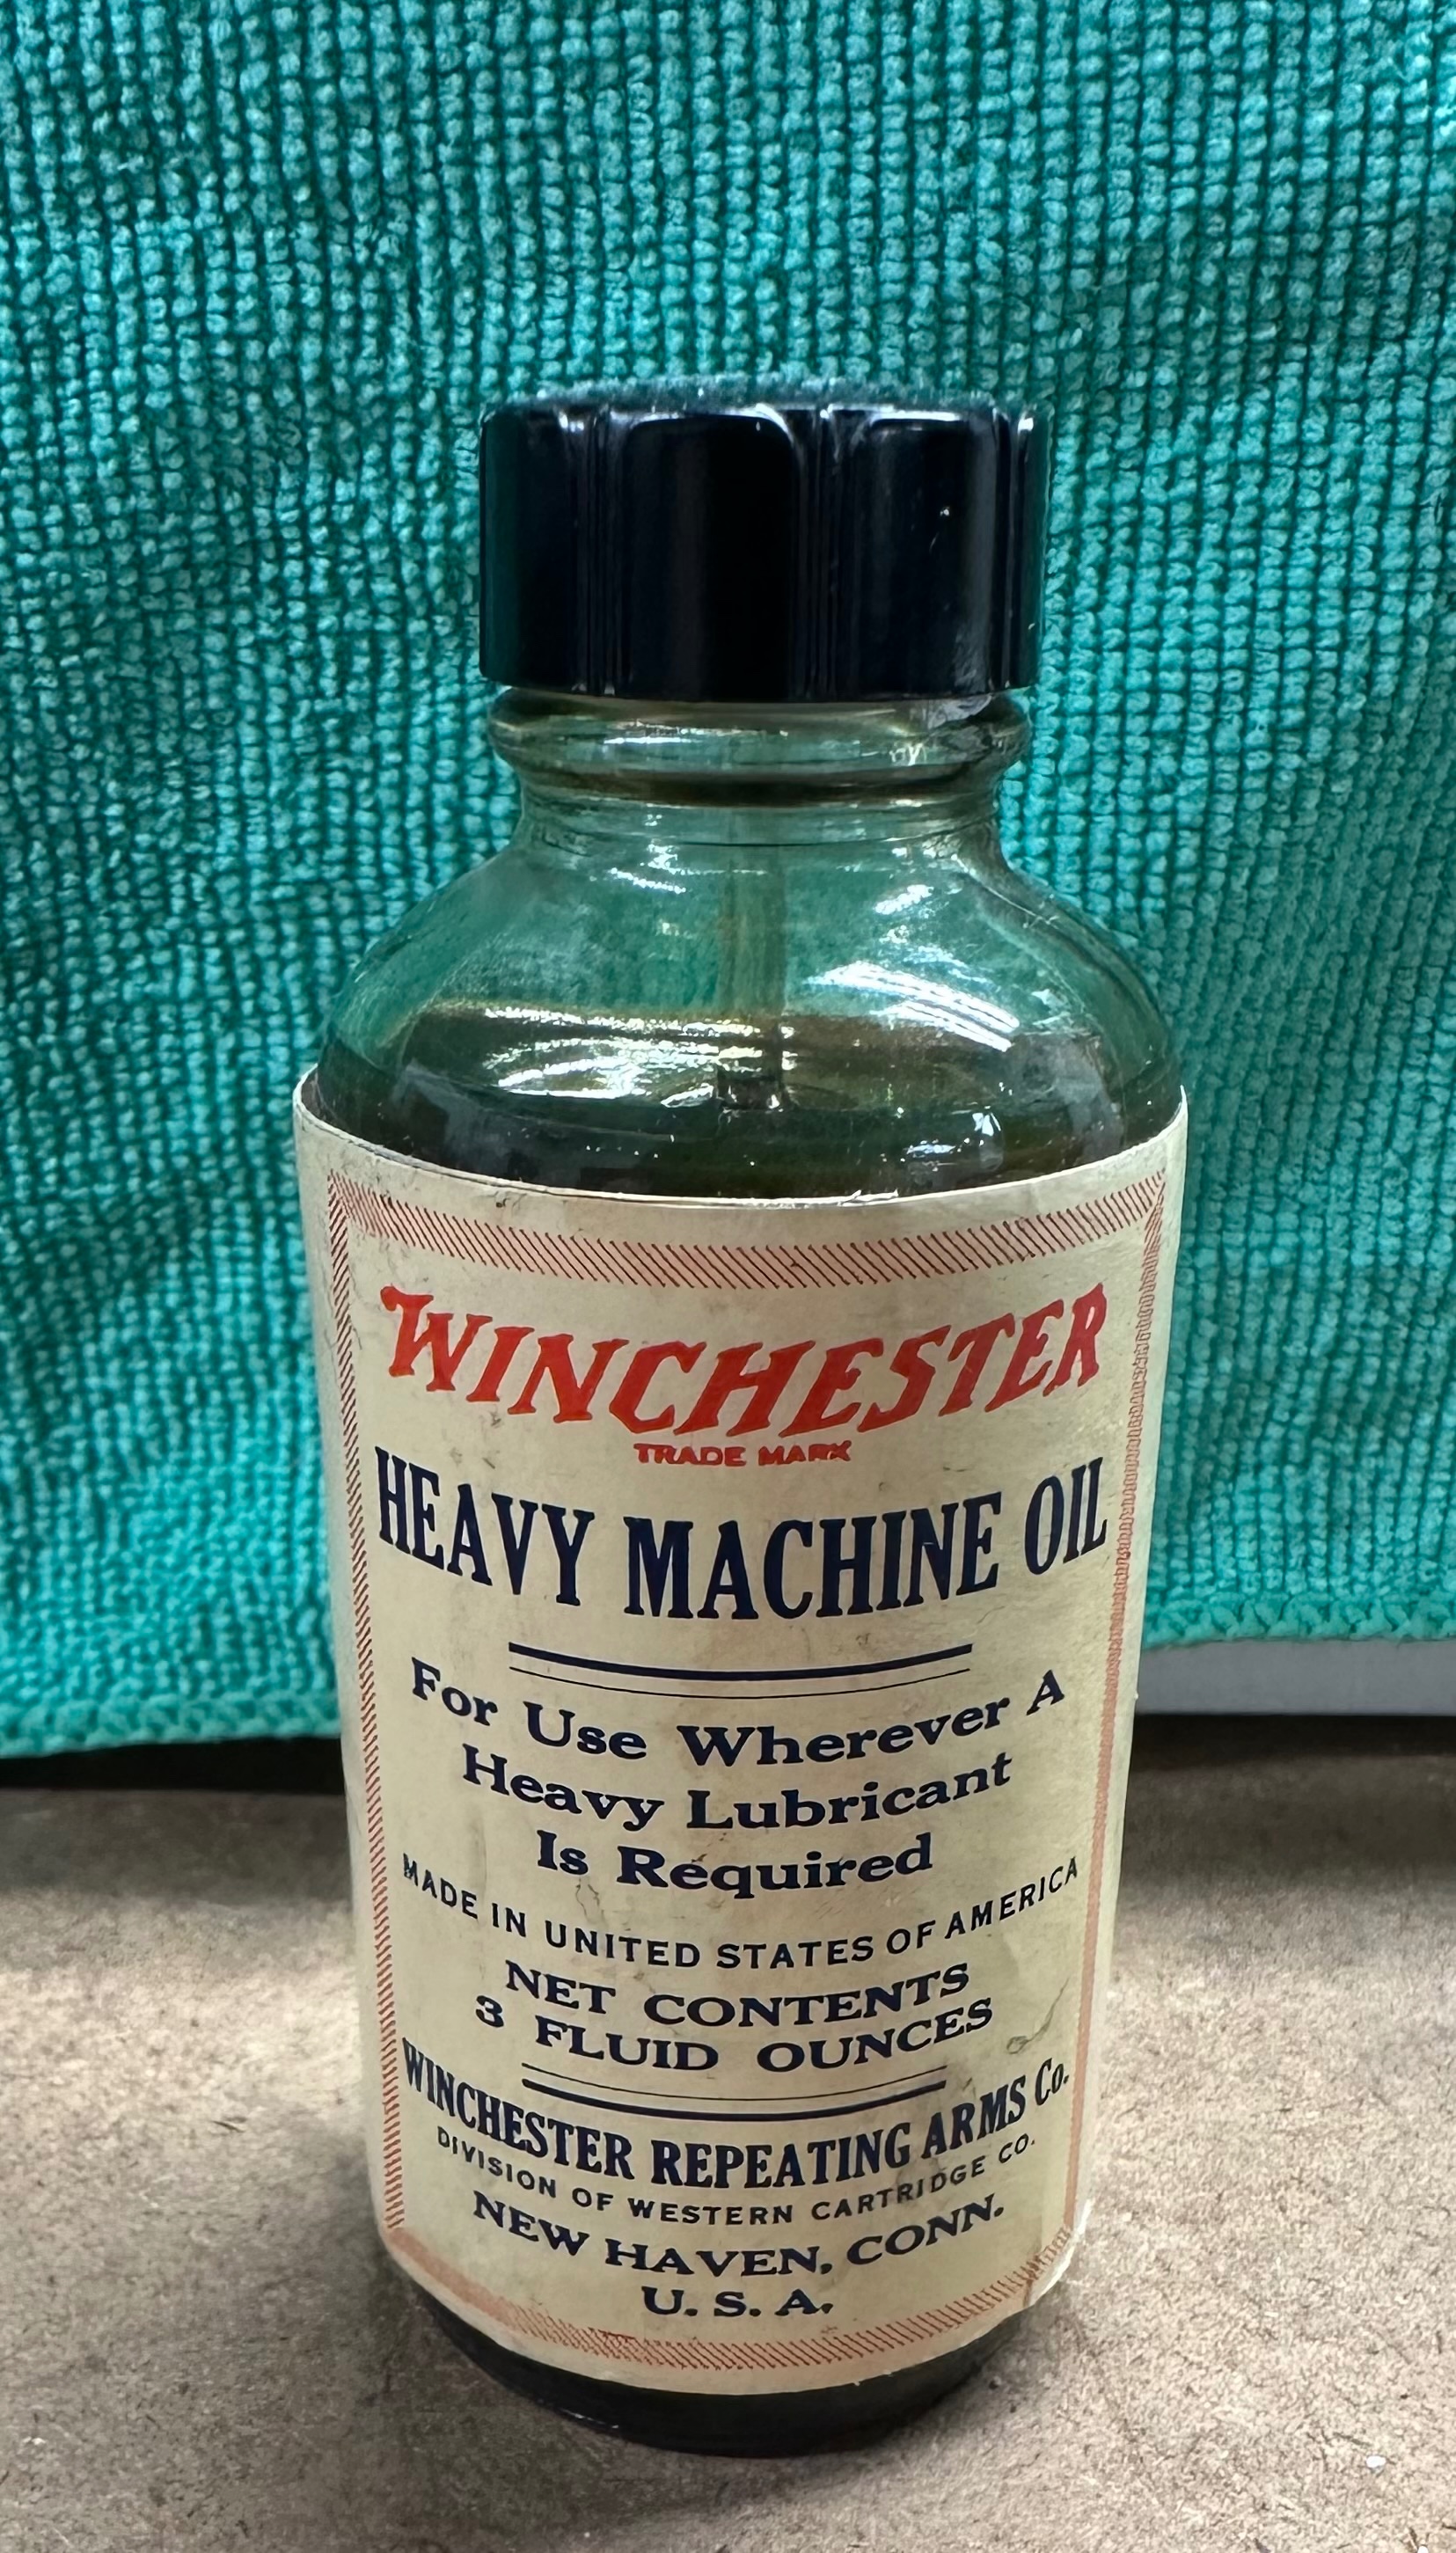 WINCHESTER
TRADE MARK
HEAVY MACHINE OIL
For Use Wherever A
Heavy Lubricant
Is Required
MADE IN UNITED STATES OF AMERICA
NET CONTENTS
3 FLUID OUNCES
WINCHESTER REPEATING ARMS Co.
DIVISION OF WESTERN CARTRIDGE CO.
NEW HAVEN, CONN.
U. S. A.